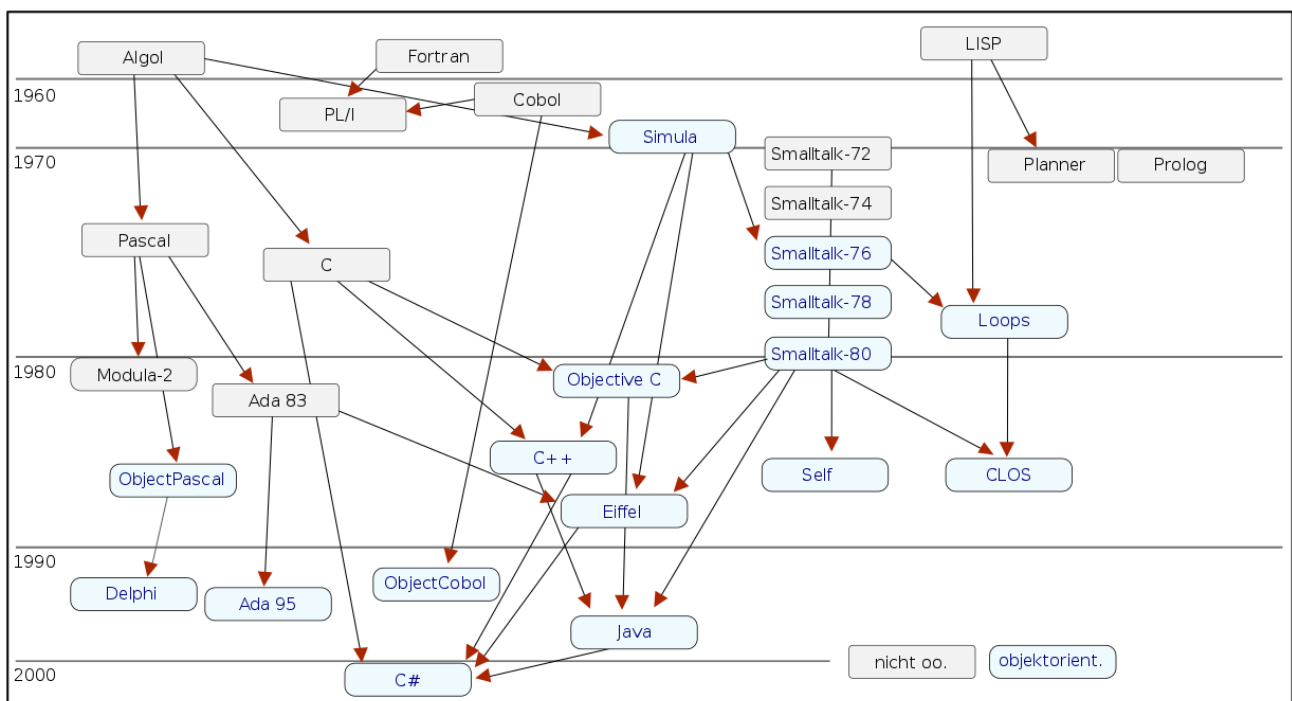 Algol
Fortran
LISP
1960
PL/I
Cobol
Simula
1970
Smalltalk-72
Planner
Prolog
Smalltalk-74
Pascal
C
Smalltalk-76
Smalltalk-78
Loops
1980
Smalltalk-80
Modula-2
Objective C
Ada 83
C++
ObjectPascal
Self
CLOS
Eiffel
1990
Delphi
Ada 95
ObjectCobol
Java
2000
C#
nicht oo.
objektorient.